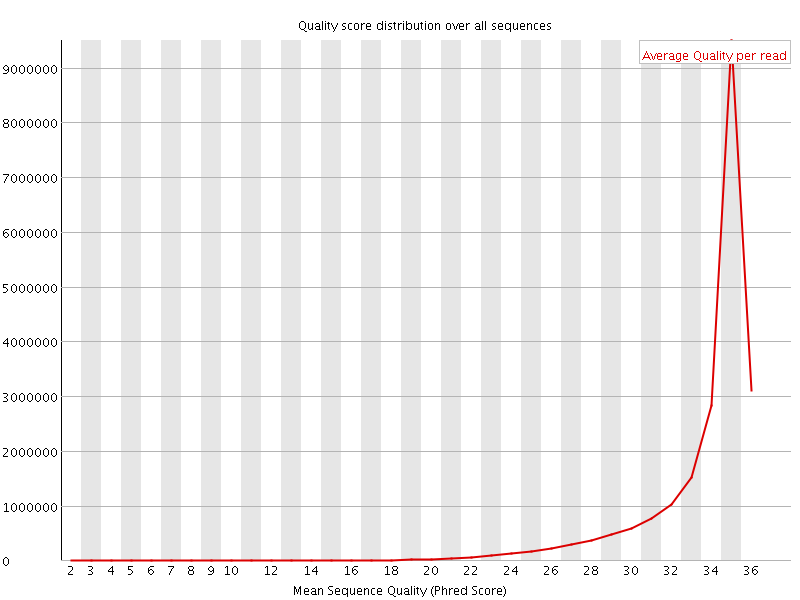 Quality score distribution over all sequences
Average Quality per read
9000000
8000000
7000000
6000000
5000000
4000000
3000000
2000000
1000000
0
2 3 4 5 6 7 8 9 10 12 14 16 18 20 22 24 26 28 30 32 34 36
Mean Sequence Quality (Phred Score)